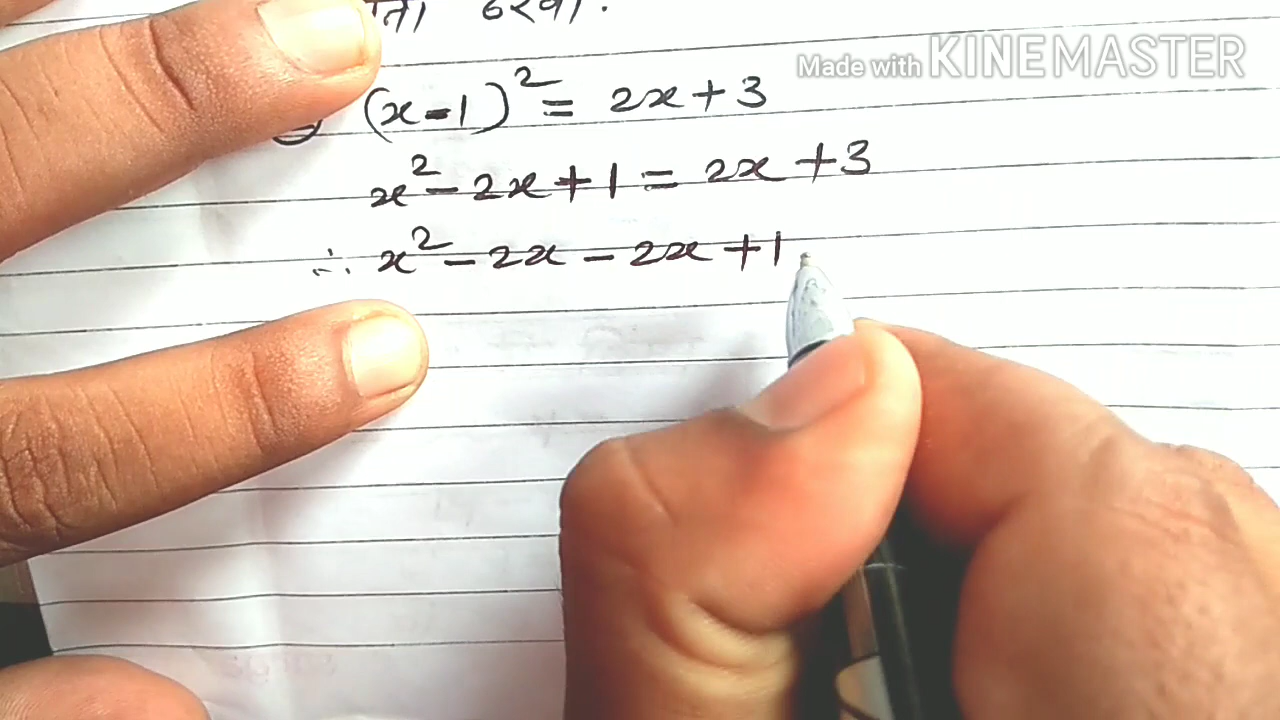 Made with KINEMASTER
(x-1)² = 2x+3
x²-2x+1 = 2x+3
∴ x²-2x-2x+1